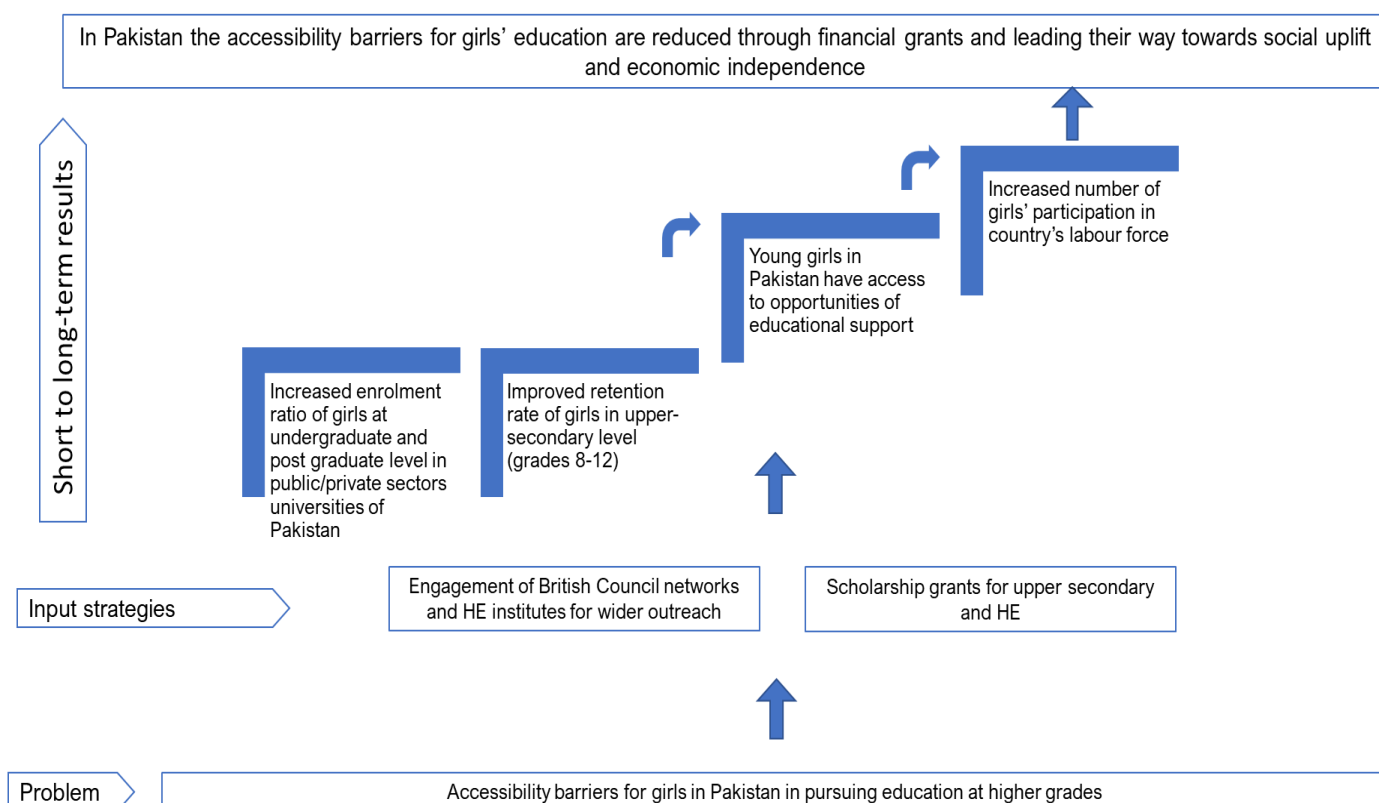 In Pakistan the accessibility barriers for girls’ education are reduced through financial grants and leading their way towards social uplift
and economic independence
Short to long-term results
Increased number of
girls’ participation in
country’s labour force
Young girls in
Pakistan have access
to opportunities of
educational support
Increased enrolment
ratio of girls at
undergraduate and
post graduate level in
public/private sectors
universities of
Pakistan
Improved retention
rate of girls in upper-
secondary level
(grades 8-12)
Input strategies
Engagement of British Council networks
and HE institutes for wider outreach
Scholarship grants for upper secondary
and HE
Problem
Accessibility barriers for girls in Pakistan in pursuing education at higher grades